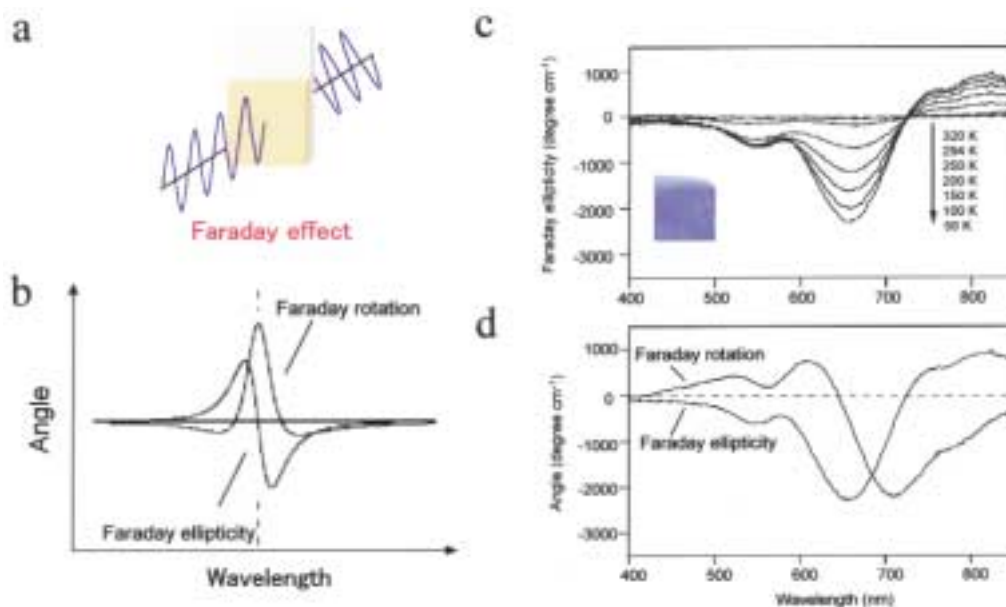 a
Faraday effect
b
Angle
Faraday rotation
Faraday ellipticity
Wavelength
c
Faraday ellipticity (degree cm⁻¹)
1000
0
-1000
-2000
-3000
320 K
294 K
250 K
200 K
150 K
100 K
50 K
400 500 600 700 800
d
Angle (degree cm⁻¹)
1000
0
-1000
-2000
-3000
Faraday rotation
Faraday ellipticity
400 500 600 700 800
Wavelength (nm)